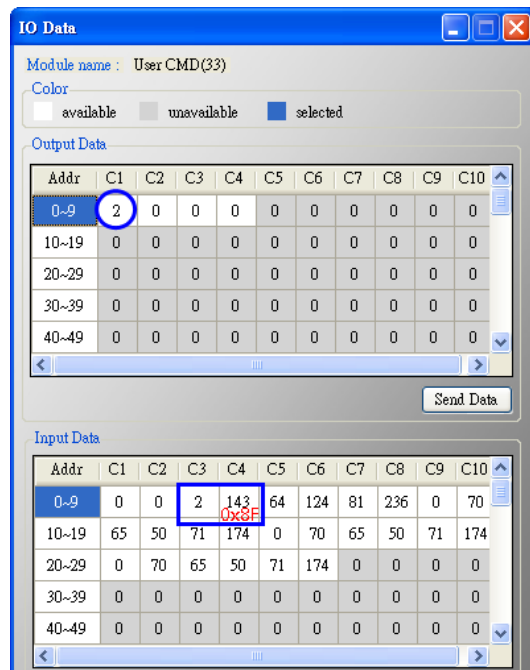 IO Data
Module name : User CMD(33)
Color
available unavailable selected
Output Data
Addr C1 C2 C3 C4 C5 C6 C7 C8 C9 C10
0~9 2 0 0 0 0 0 0 0 0 0
10~19 0 0 0 0 0 0 0 0 0 0
20~29 0 0 0 0 0 0 0 0 0 0
30~39 0 0 0 0 0 0 0 0 0 0
40~49 0 0 0 0 0 0 0 0 0 0
Send Data
Input Data
Addr C1 C2 C3 C4 C5 C6 C7 C8 C9 C10
0~9 0 0 2 143 64 124 81 236 0 70
0x8F
10~19 65 50 71 174 0 70 65 50 71 174
20~29 0 70 65 50 71 174 0 0 0 0
30~39 0 0 0 0 0 0 0 0 0 0
40~49 0 0 0 0 0 0 0 0 0 0